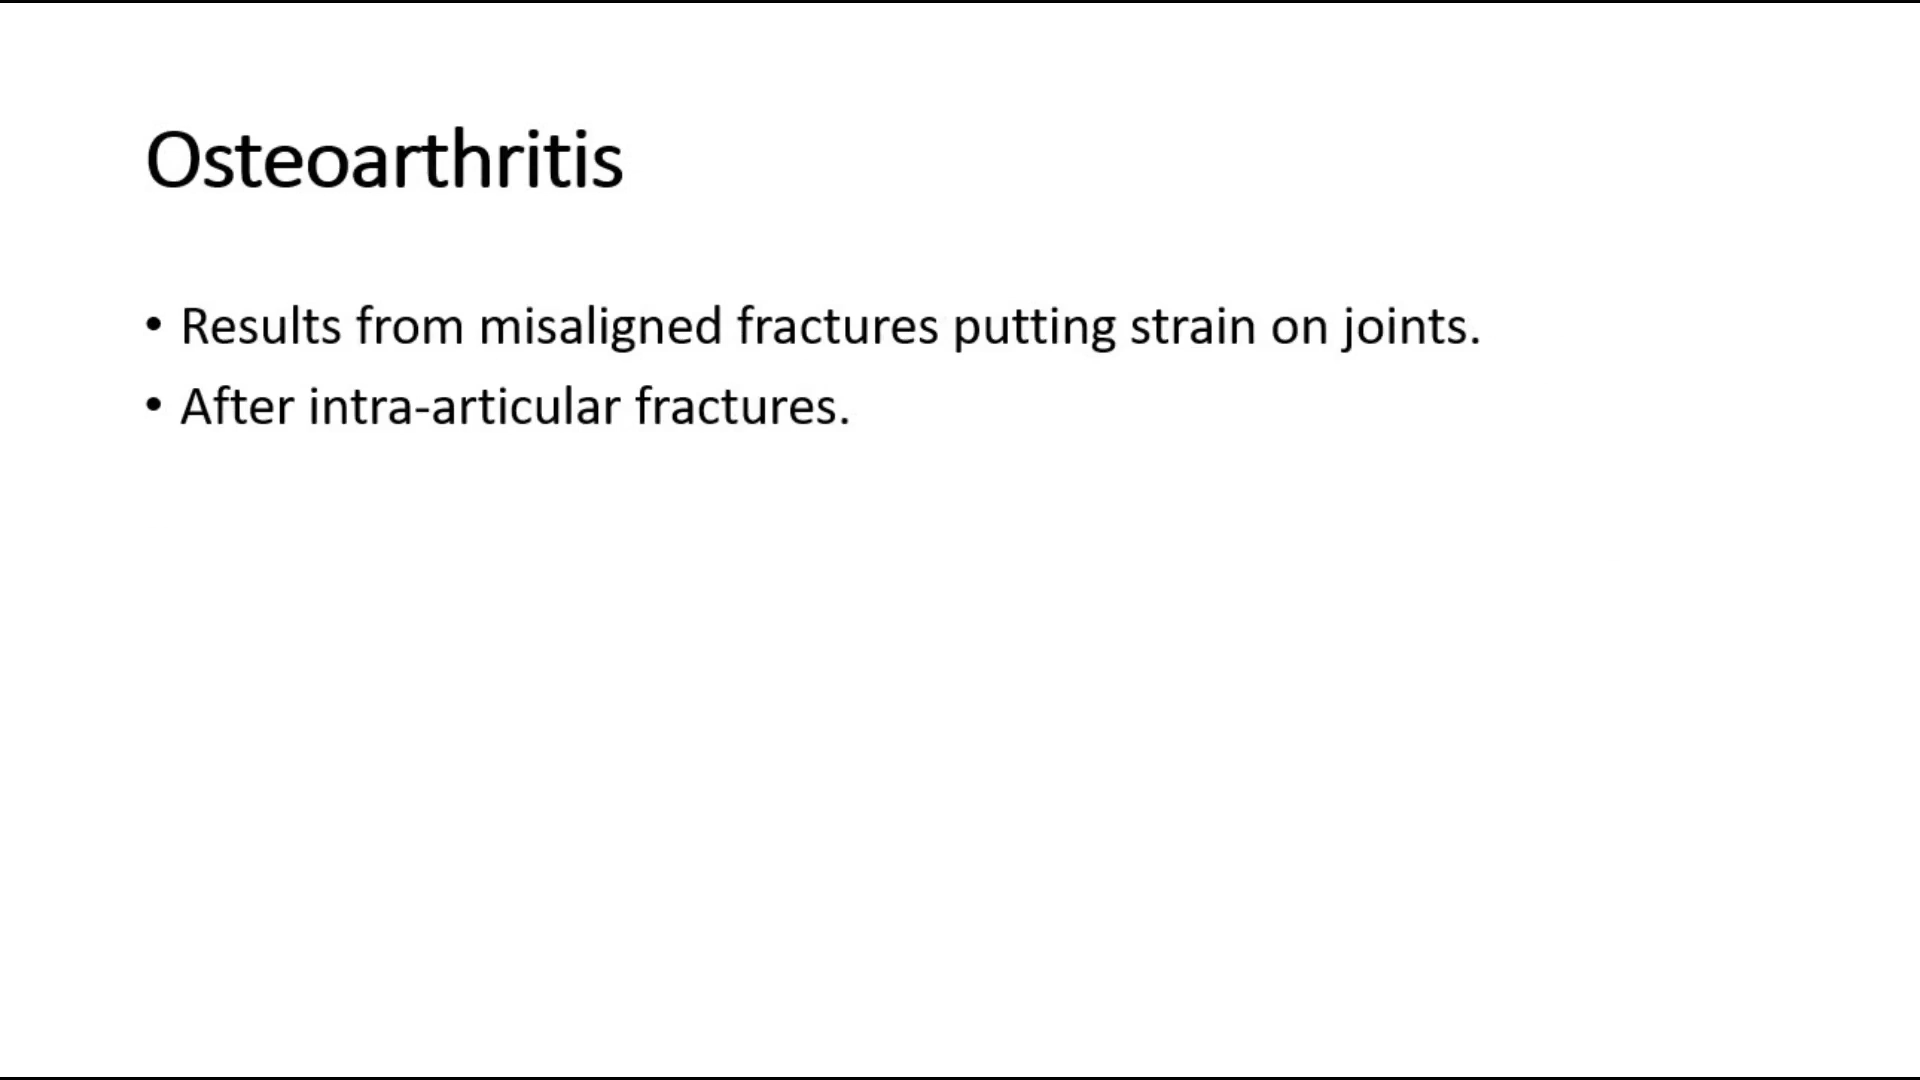 Osteoarthritis
• Results from misaligned fractures putting strain on joints.
• After intra-articular fractures.